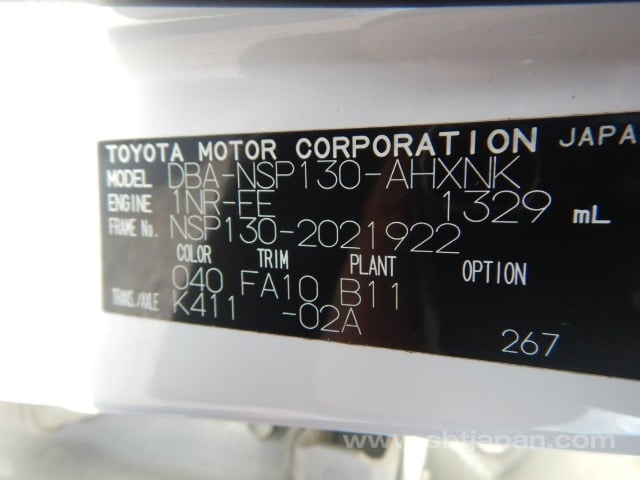 TOYOTA MOTOR CORPORATION JAPA
MODEL DBA-NSP130-AHXNK
ENGINE 1NR-EE 1329 mL
FRAME No. NSP130-2021922
COLOR TRIM PLANT OPTION
040 FA10 B11
TRANS./AXLE K411 -02A
267
www.sbtjapan.com